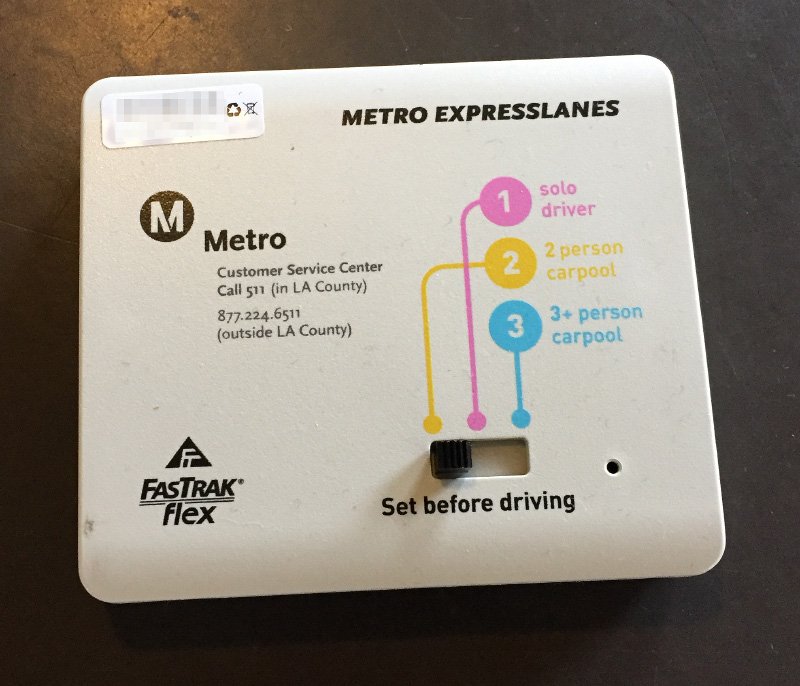 METRO EXPRESSLANES
M
Metro
Customer Service Center
Call 511 (in LA County)
877.224.6511
(outside LA County)
1 solo
driver
2 2 person
carpool
3 3+ person
carpool
FASTRAK®
flex
Set before driving